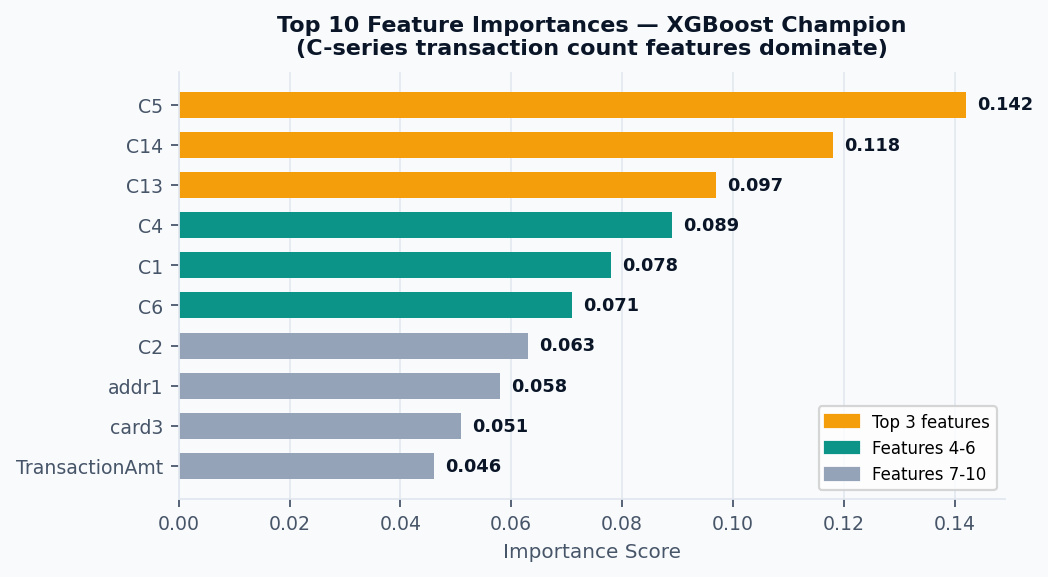 Top 10 Feature Importances — XGBoost Champion
(C-series transaction count features dominate)
C5 0.142
C14 0.118
C13 0.097
C4 0.089
C1 0.078
C6 0.071
C2 0.063
addr1 0.058
card3 0.051
TransactionAmt 0.046
Top 3 features
Features 4-6
Features 7-10
0.00 0.02 0.04 0.06 0.08 0.10 0.12 0.14
Importance Score